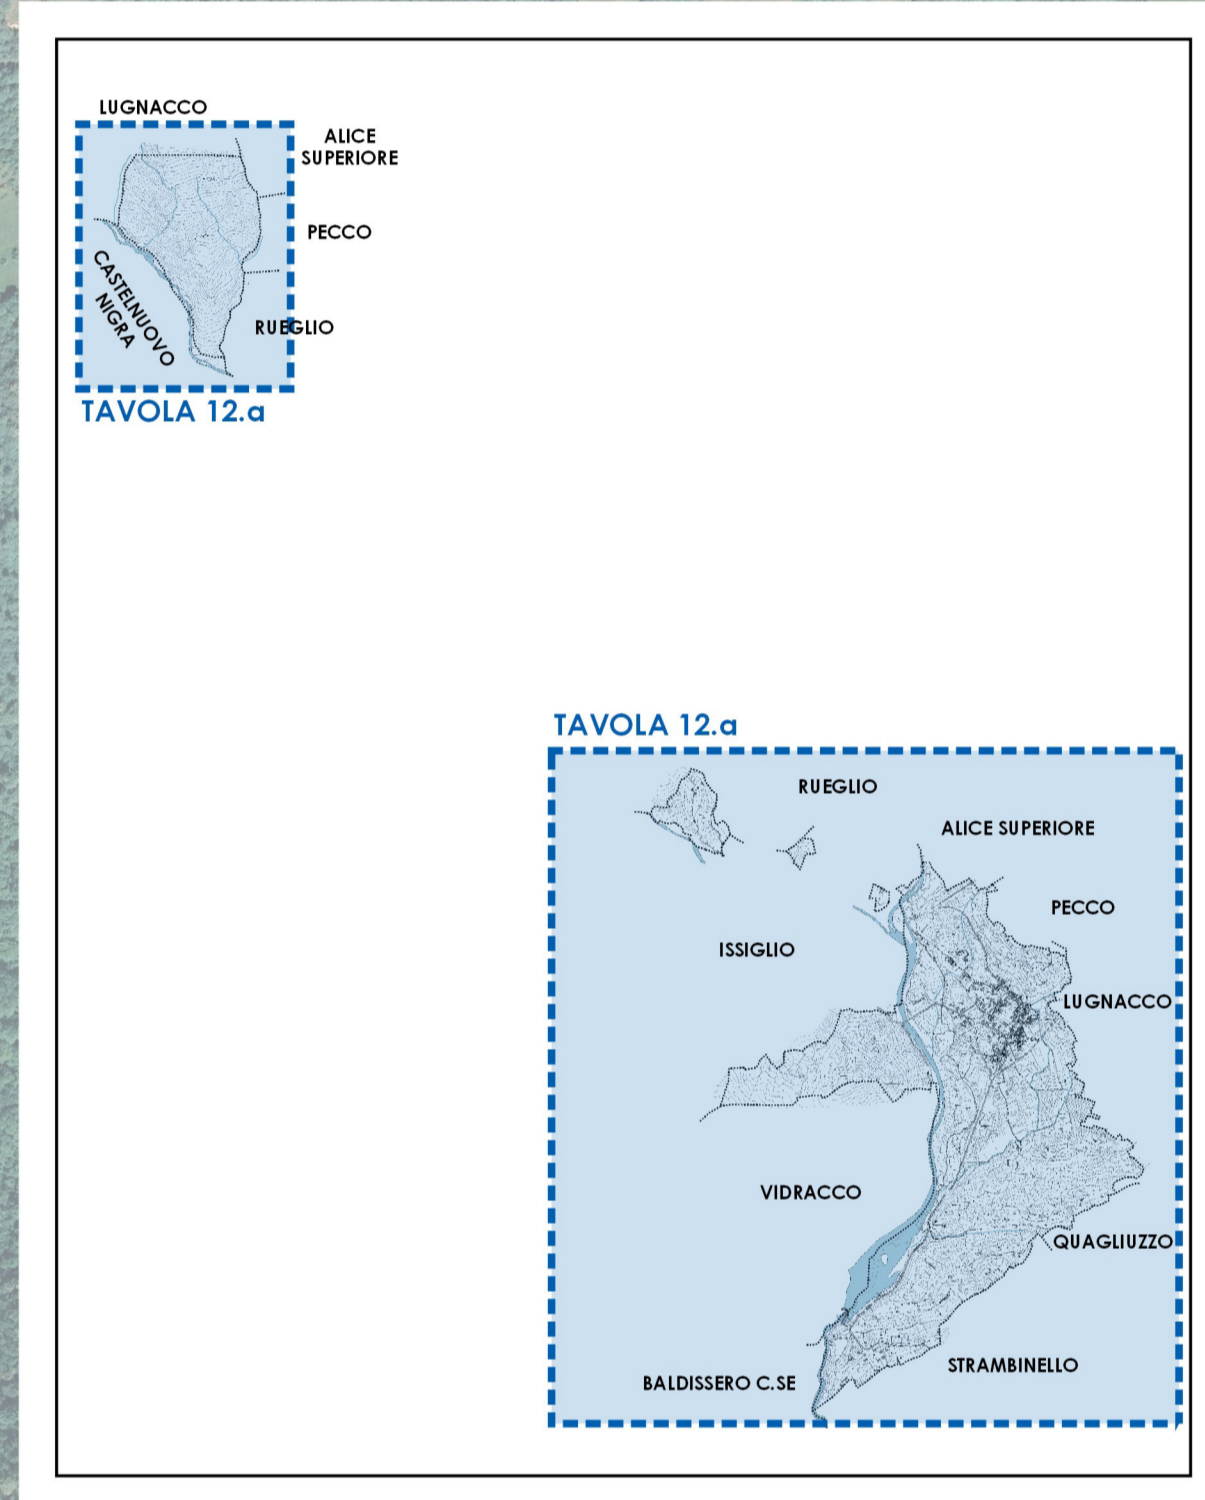 LUGNACCO
ALICE
SUPERIORE
PECCO
CASTELNUOVO
NIGRA
RUEGLIO
TAVOLA 12.a
TAVOLA 12.a
RUEGLIO
ALICE SUPERIORE
PECCO
ISSIGLIO
LUGNACCO
VIDRACCO
QUAGLIUZZO
STRAMBINELLO
BALDISSERO C.SE